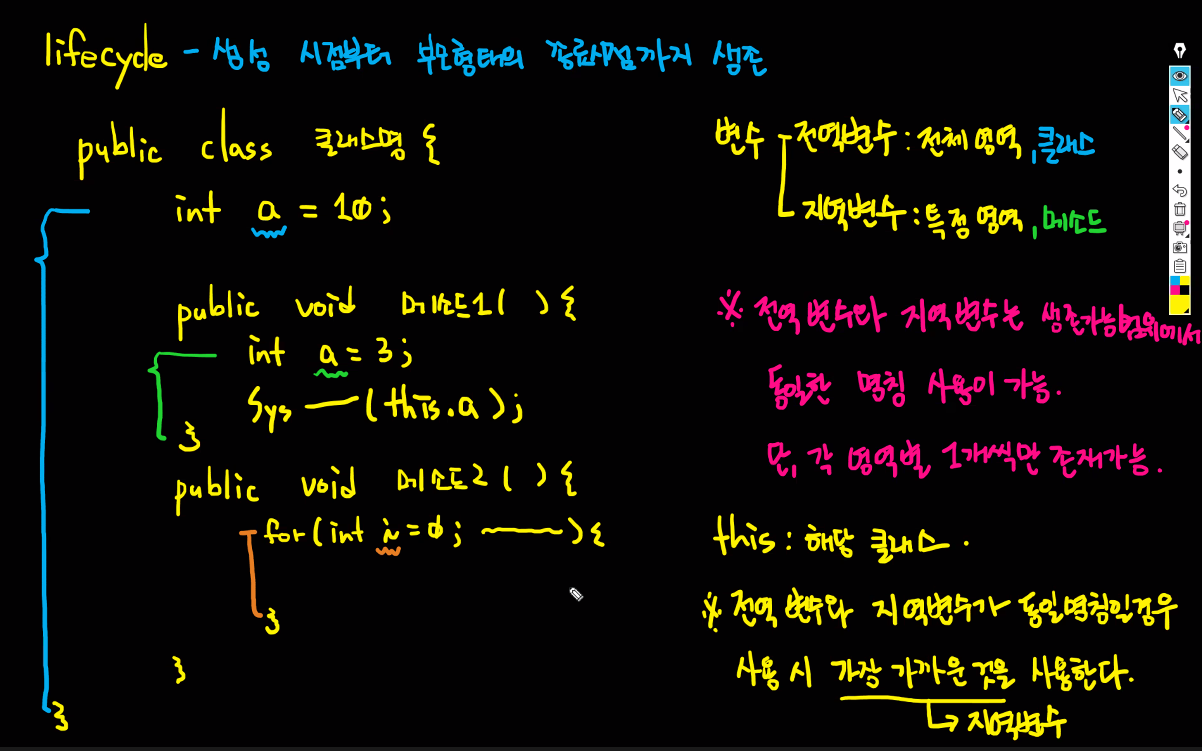 lifecycle - 생성 시점부터 부모형태의 종료시점까지 생존
public class 클래스명 {
int a = 10;
public void 메소드1( ){
int a = 3;
Sys ── (this.a);
}
public void 메소드2 ( ){
for(int i=0; ── ){
}
}
}
변수 전역변수 : 전체 영역, 클래스
지역변수 : 특정 영역, 메소드
※ 전역 변수와 지역변수는 생존가능범위에서
동일한 명칭 사용이 가능.
단, 각 영역별 1개씩만 존재가능.
this : 해당 클래스.
※ 전역 변수와 지역변수가 동일명칭일경우
사용 시 가장 가까운 것을 사용한다.
지역변수